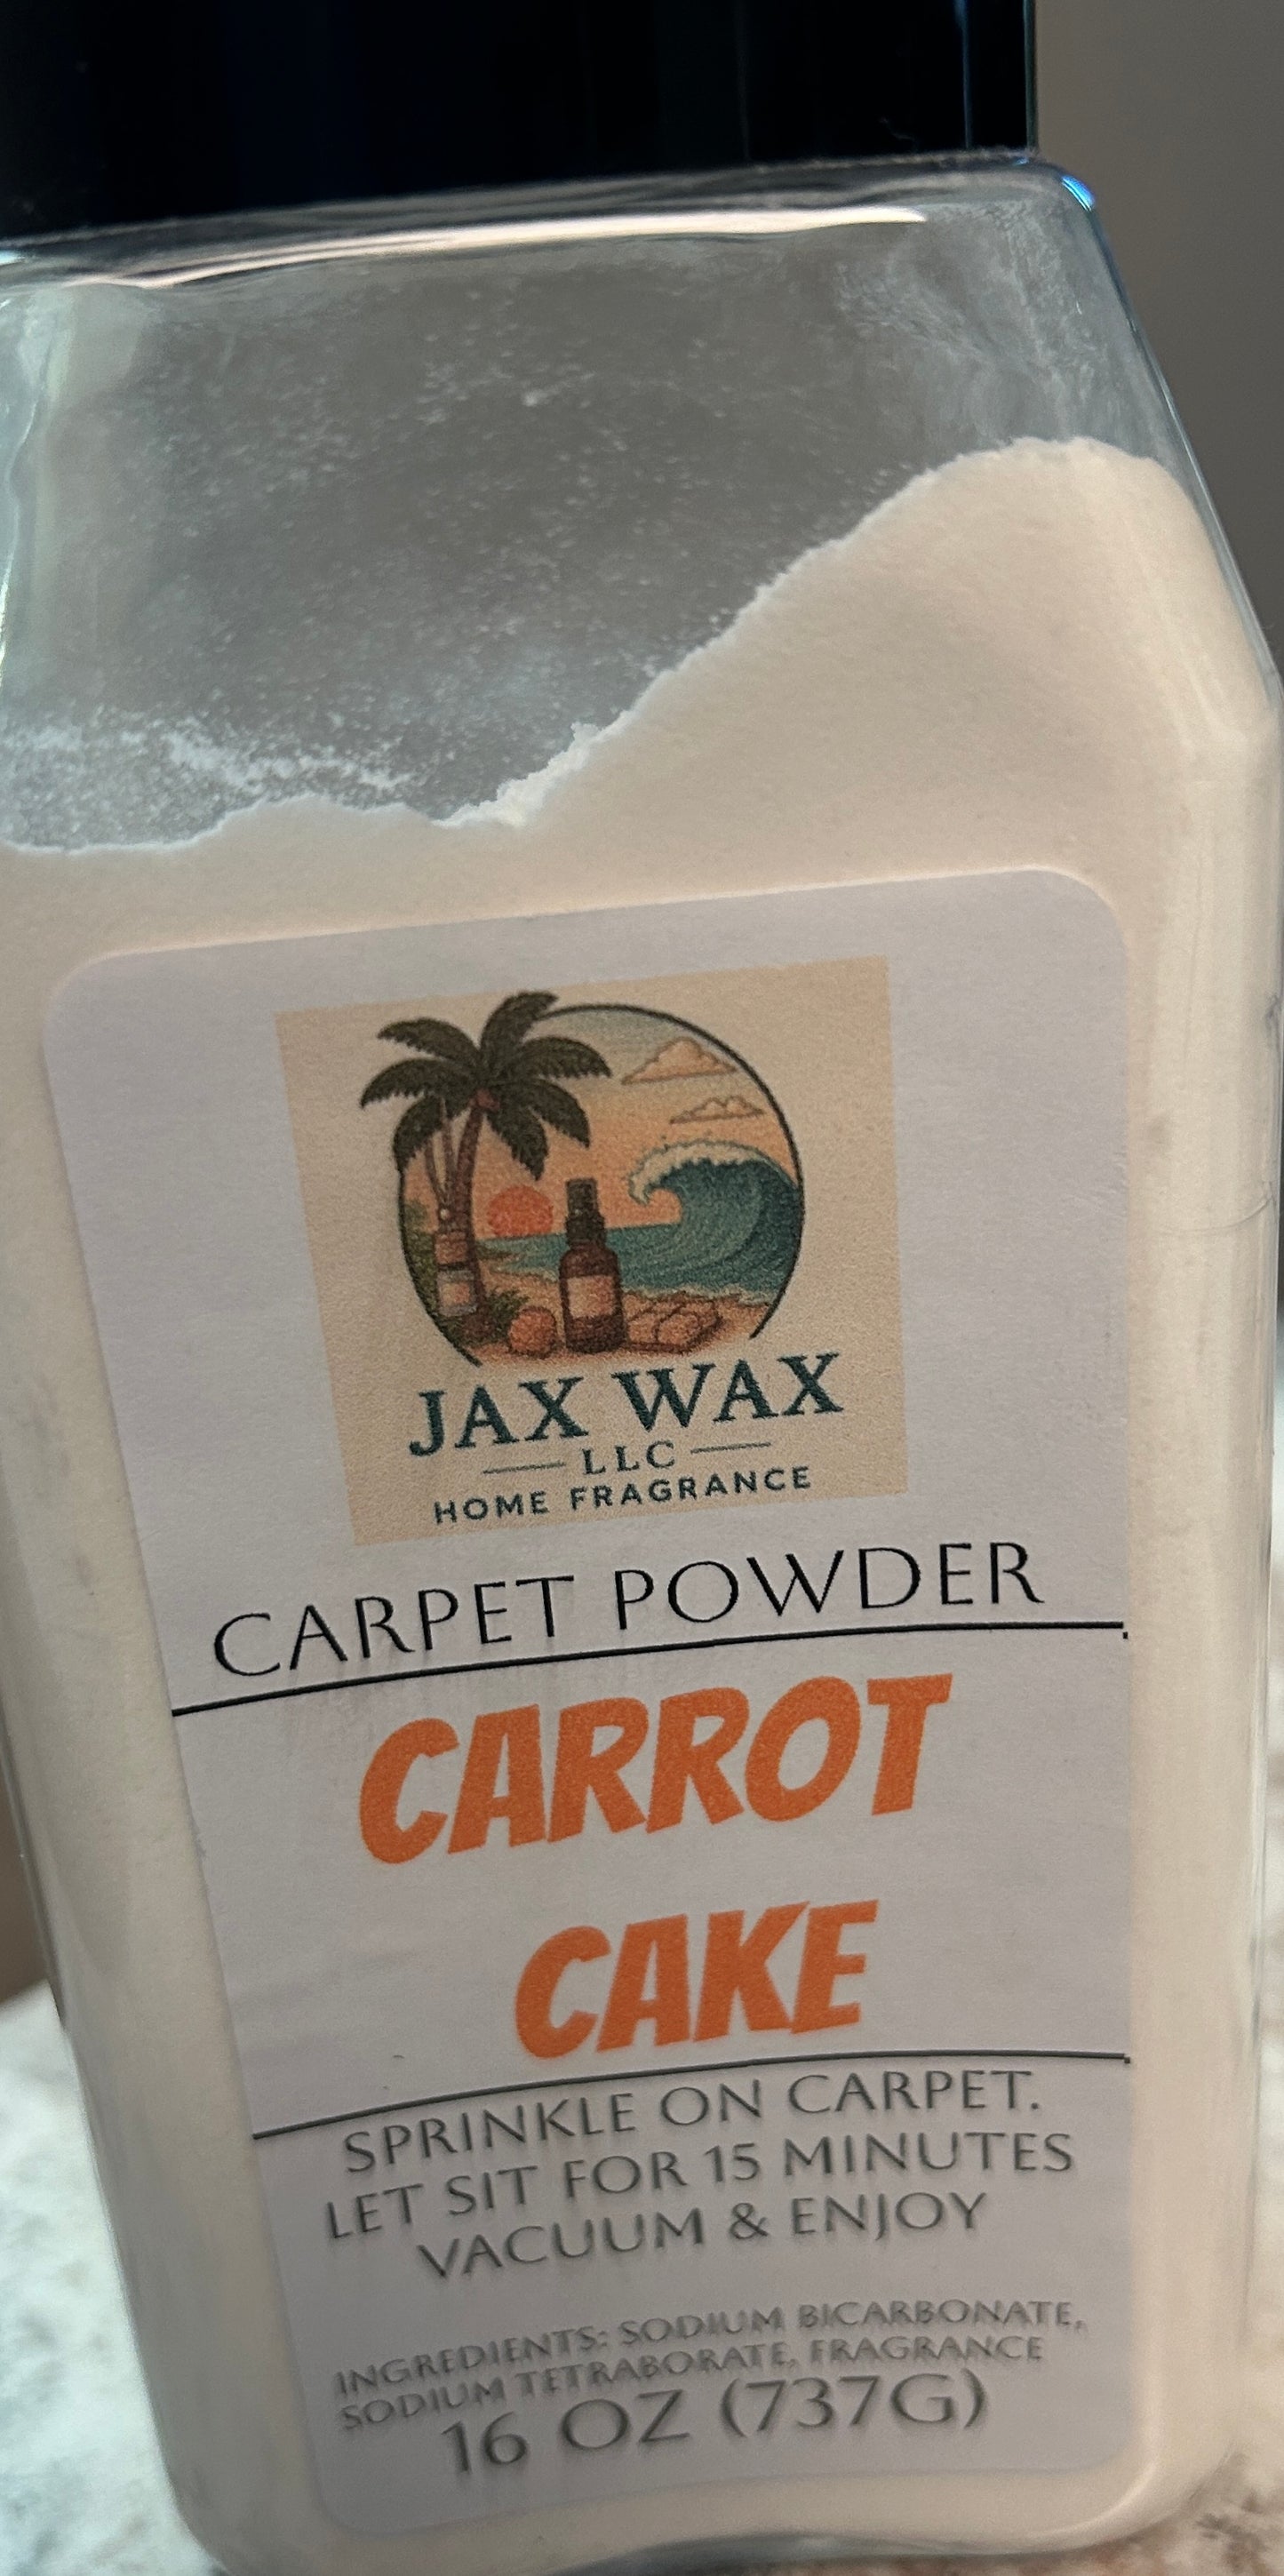 JAX WAX
LLC
HOME FRAGRANCE
CARPET POWDER
CARROT
CAKE
SPRINKLE ON CARPET.
LET SIT FOR 15 MINUTES
VACUUM & ENJOY
INGREDIENTS: SODIUM BICARBONATE,
SODIUM TETRABORATE, FRAGRANCE
16 OZ (737G)